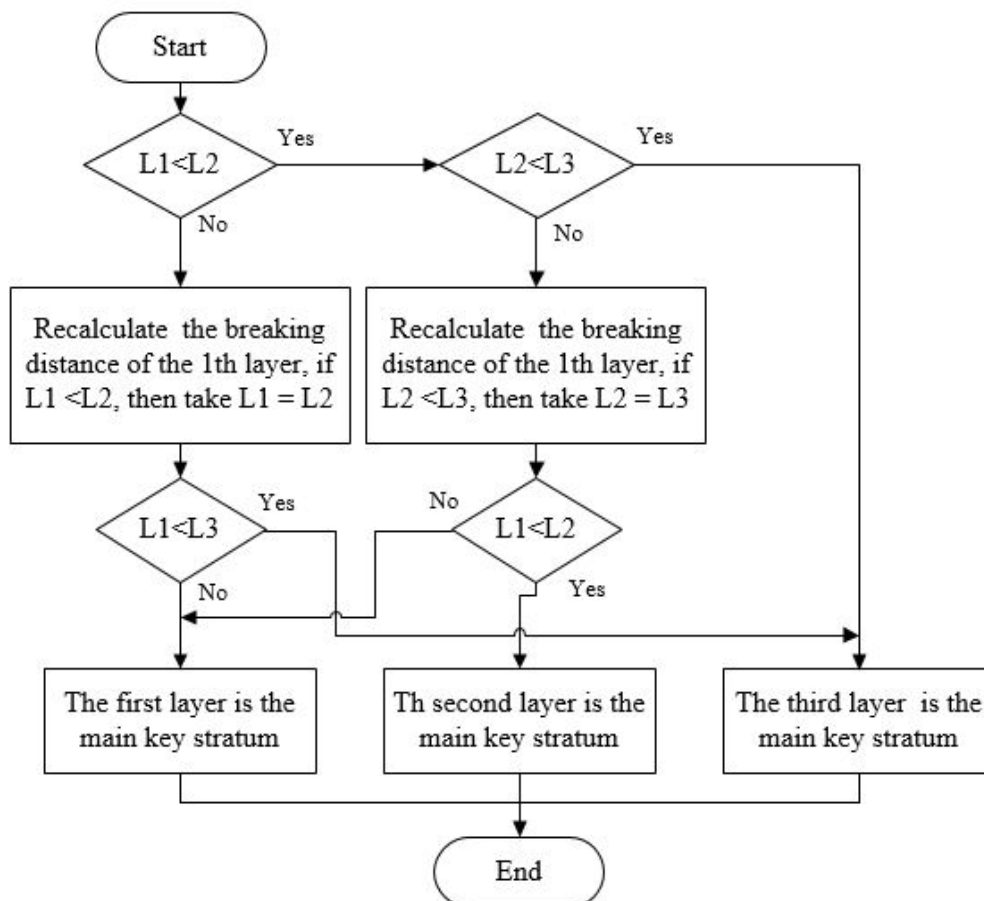 Start
L1<L2
Yes
No
L2<L3
Yes
No
Recalculate the breaking
distance of the 1th layer, if
L1 <L2, then take L1 = L2
Recalculate the breaking
distance of the 1th layer, if
L2 <L3, then take L2 = L3
L1<L3
Yes
No
No
L1<L2
Yes
The first layer is the
main key stratum
Th second layer is the
main key stratum
The third layer is the
main key stratum
End